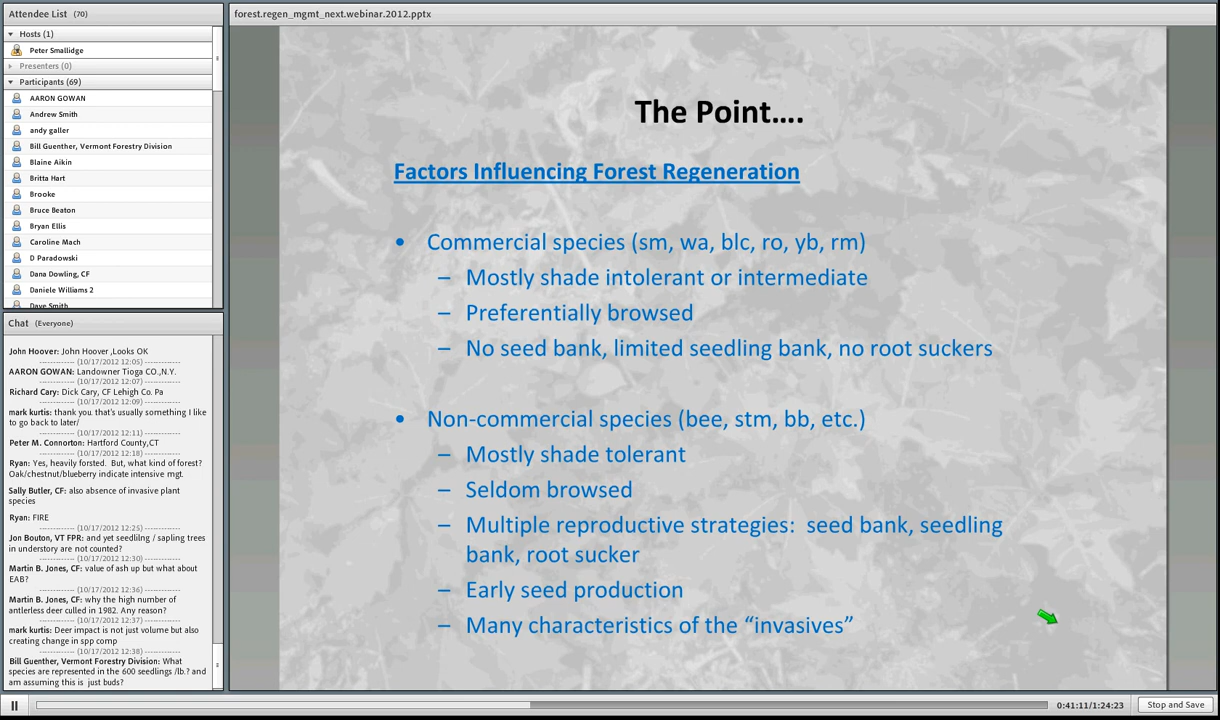 Attendee List (70)
Hosts (1)
Peter Smallidge
Presenters (0)
Participants (69)
AARON GOWAN
Andrew Smith
andy galler
Bill Guenther, Vermont Forestry Division
Blaine Aikin
Britta Hart
Brooke
Bruce Beaton
Bryan Ellis
Caroline Mach
D Paradowski
Dana Dowling, CF
Daniele Williams 2
Dave Smith
Chat (Everyone)
John Hoover: John Hoover ,Looks OK
------------ (10/17/2012 12:05) ------------
AARON GOWAN: Landowner Tioga CO.,N.Y.
------------ (10/17/2012 12:07) ------------
Richard Cary: Dick Cary, CF Lehigh Co. Pa
------------ (10/17/2012 12:09) ------------
mark kurtis: thank you. that's usually something I like
to go back to later/
------------ (10/17/2012 12:11) ------------
Peter M. Connorton: Hartford County,CT
------------ (10/17/2012 12:18) ------------
Ryan: Yes, heavily forsted. But, what kind of forest?
Oak/chestnut/blueberry indicate intensive mgt.
Sally Butler, CF: also absence of invasive plant
species
Ryan: FIRE
------------ (10/17/2012 12:25) ------------
Jon Bouton, VT FPR: and yet seedlilng / sapling trees
in understory are not counted?
------------ (10/17/2012 12:30) ------------
Martin B. Jones, CF: value of ash up but what about
EAB?
------------ (10/17/2012 12:36) ------------
Martin B. Jones, CF: why the high number of
antlerless deer culled in 1982. Any reason?
------------ (10/17/2012 12:37) ------------
mark kurtis: Deer impact is not just volume but also
creating change in spp comp
------------ (10/17/2012 12:38) ------------
Bill Guenther, Vermont Forestry Division: What
species are represented in the 600 seedlings /lb.? and
am assuming this is just buds?
forest.regen_mgmt_next.webinar.2012.pptx
The Point....
Factors Influencing Forest Regeneration
• Commercial species (sm, wa, blc, ro, yb, rm)
– Mostly shade intolerant or intermediate
– Preferentially browsed
– No seed bank, limited seedling bank, no root suckers
• Non-commercial species (bee, stm, bb, etc.)
– Mostly shade tolerant
– Seldom browsed
– Multiple reproductive strategies: seed bank, seedling
bank, root sucker
– Early seed production
– Many characteristics of the “invasives”
0:41:11/1:24:23
Stop and Save